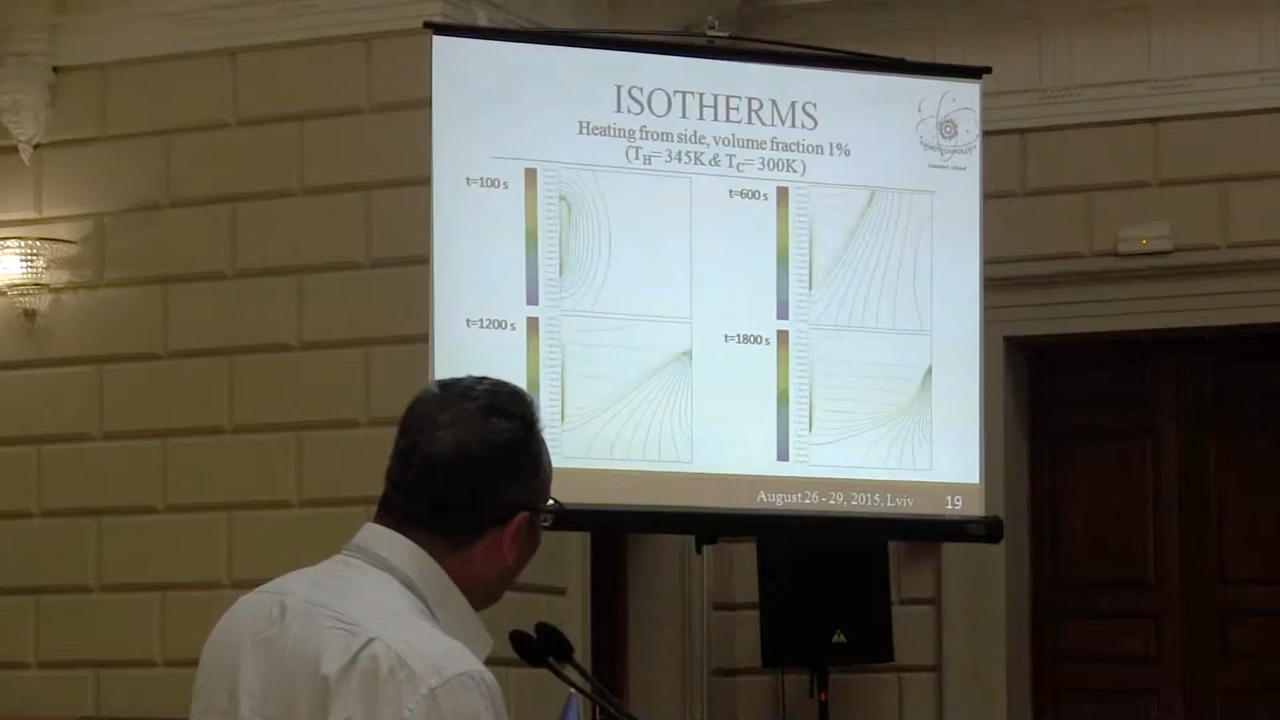 ISOTHERMS
Heating from side, volume fraction 1%
(TH=345K & TC=300K)
t=100 s
t=600 s
t=1200 s
t=1800 s
August 26 - 29, 2015, Lviv
19